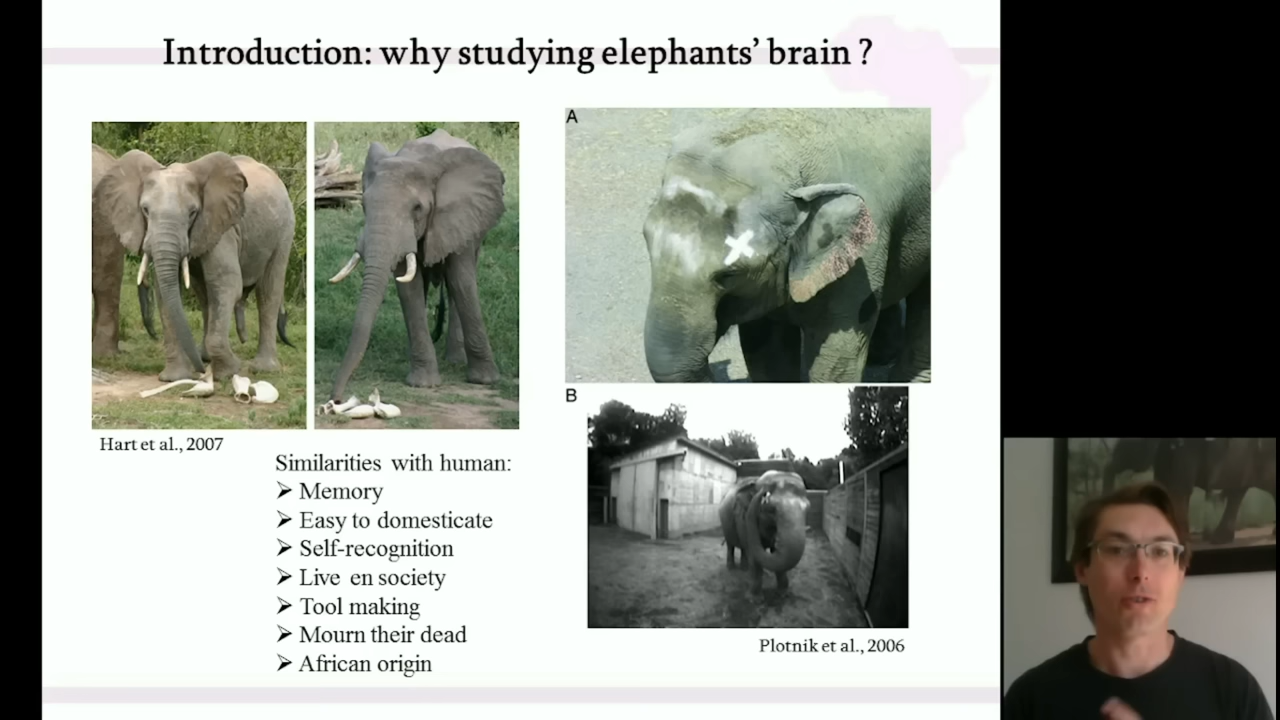 Introduction: why studying elephants’ brain ?
A
B
Hart et al., 2007
Similarities with human:
➢ Memory
➢ Easy to domesticate
➢ Self-recognition
➢ Live en society
➢ Tool making
➢ Mourn their dead
➢ African origin
Plotnik et al., 2006